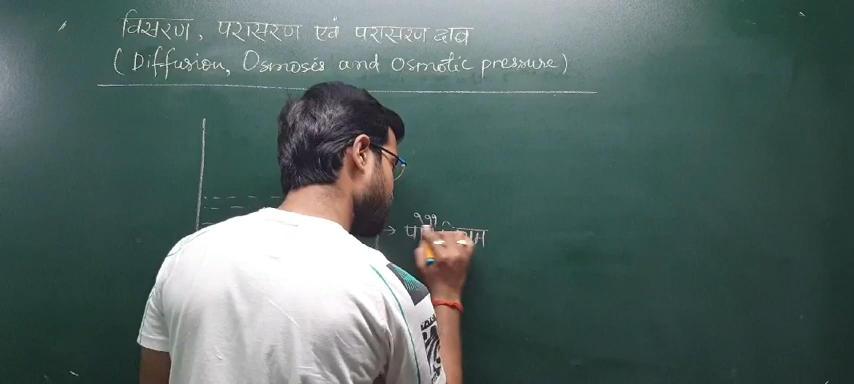 विसरण, परासरण एवं परासरण दाब
(Diffusion, Osmosis and Osmotic pressure)